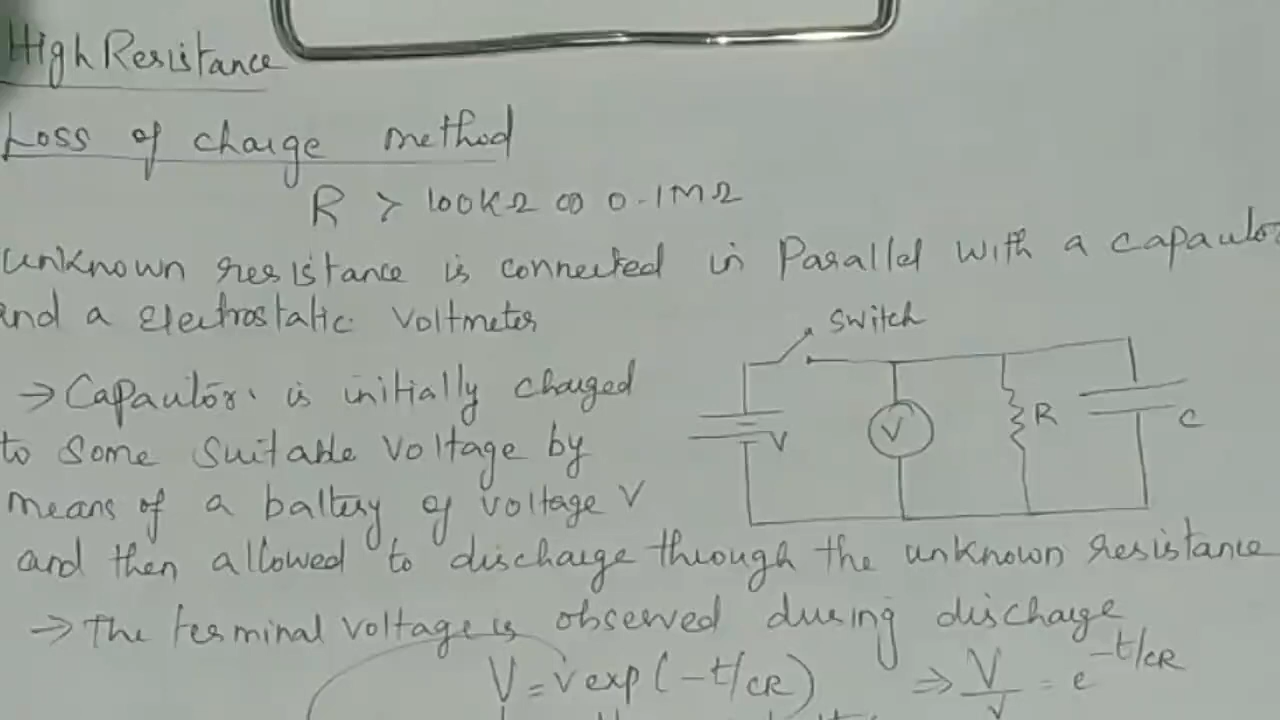 High Resistance
Loss of charge method
R > 100KΩ 0.1MΩ
Unknown resistance is connected in Parallel with a capacitor
and a Electrostatic Voltmeter
switch
→ Capacitor is initially charged
to some suitable voltage by
means of a battery of voltage V
V
V
R
C
and then allowed to discharge through the unknown resistance
→ The terminal voltage is observed during discharge
V = v exp(-t/CR) ⇒ V/v = e^-t/CR